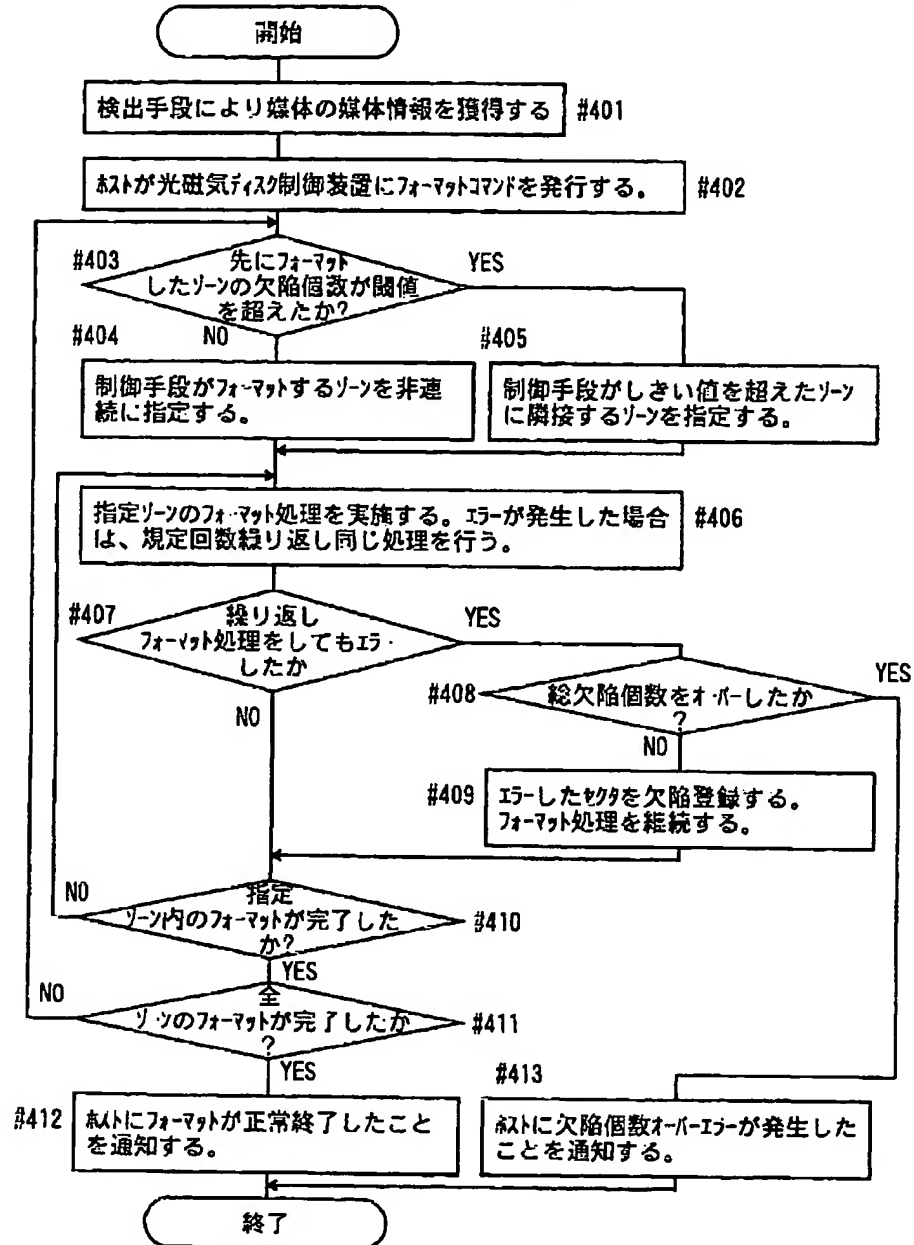 開始
検出手段により媒体の媒体情報を獲得する
#401
ホストが光磁気ディスク制御装置にフォーマットコマンドを発行する。
#402
#403
先にフォーマット
したゾーンの欠陥個数が閾値
を超えたか?
YES
NO
#404
制御手段がフォーマットするゾーンを非連
続に指定する。
#405
制御手段がしきい値を超えたゾーン
に隣接するゾーンを指定する。
指定ゾーンのフォーマット処理を実施する。エラーが発生した場合
は、規定回数繰り返し同じ処理を行う。
#406
#407
繰り返し
フォーマット処理をしてもエラー
したか
YES
NO
#408
総欠陥個数をオーバーしたか
?
YES
NO
#409
エラーしたセクタを欠陥登録する。
フォーマット処理を継続する。
NO
指定
ゾーン内のフォーマットが完了した
か?
#410
YES
NO
全
ゾーンのフォーマットが完了したか
?
#411
YES
#412
ホストにフォーマットが正常終了したこと
を通知する。
#413
ホストに欠陥個数オーバーエラーが発生した
ことを通知する。
終了